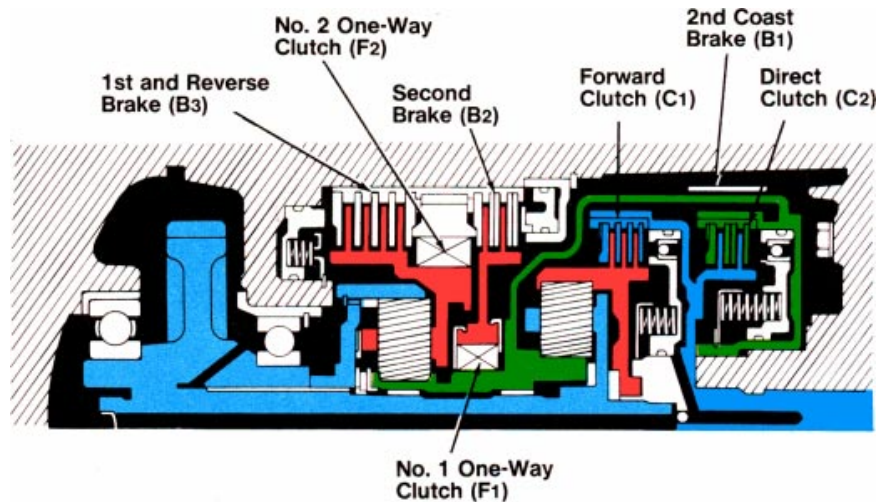 No. 2 One-Way
Clutch (F2)
2nd Coast
Brake (B1)
1st and Reverse
Brake (B3)
Second
Brake (B2)
Forward
Clutch (C1)
Direct
Clutch (C2)
No. 1 One-Way
Clutch (F1)